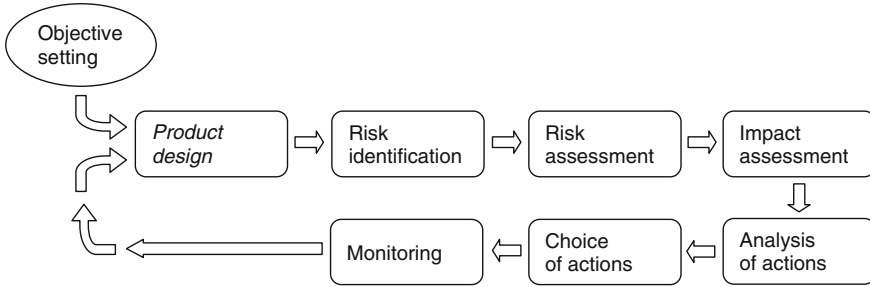 Objective
setting
Product
design
Risk
identification
Risk
assessment
Impact
assessment
Analysis
of actions
Choice
of actions
Monitoring